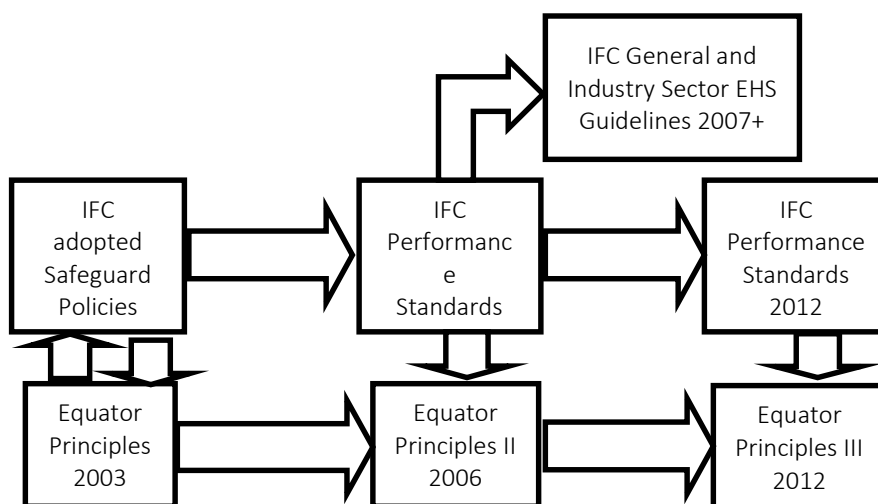 IFC General and
Industry Sector EHS
Guidelines 2007+
IFC
adopted
Safeguard
Policies
IFC
Performanc
e
Standards
IFC
Performance
Standards
2012
Equator
Principles
2003
Equator
Principles II
2006
Equator
Principles III
2012